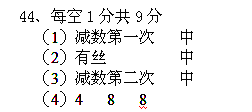 44、每空1分共9分
（1）减数第一次 中
（2）有丝 中
（3）减数第二次 中
（4）4 8 8